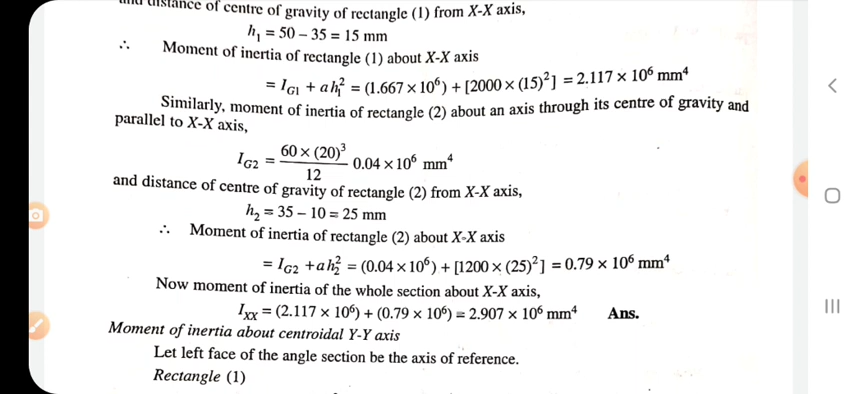 distance of centre of gravity of rectangle (1) from X-X axis,
h₁ = 50 – 35 = 15 mm
∴ Moment of inertia of rectangle (1) about X-X axis
= I_G1 + ah₁² = (1.667 × 10⁶) + [2000 × (15)²] = 2.117 × 10⁶ mm⁴
Similarly, moment of inertia of rectangle (2) about an axis through its centre of gravity and
parallel to X-X axis,
I_G2 = 60 × (20)³ / 12 0.04 × 10⁶ mm⁴
and distance of centre of gravity of rectangle (2) from X-X axis,
h₂ = 35 – 10 = 25 mm
∴ Moment of inertia of rectangle (2) about X-X axis
= I_G2 + ah₂² = (0.04 × 10⁶) + [1200 × (25)²] = 0.79 × 10⁶ mm⁴
Now moment of inertia of the whole section about X-X axis,
I_XX = (2.117 × 10⁶) + (0.79 × 10⁶) = 2.907 × 10⁶ mm⁴ Ans.
Moment of inertia about centroidal Y-Y axis
Let left face of the angle section be the axis of reference.
Rectangle (1)